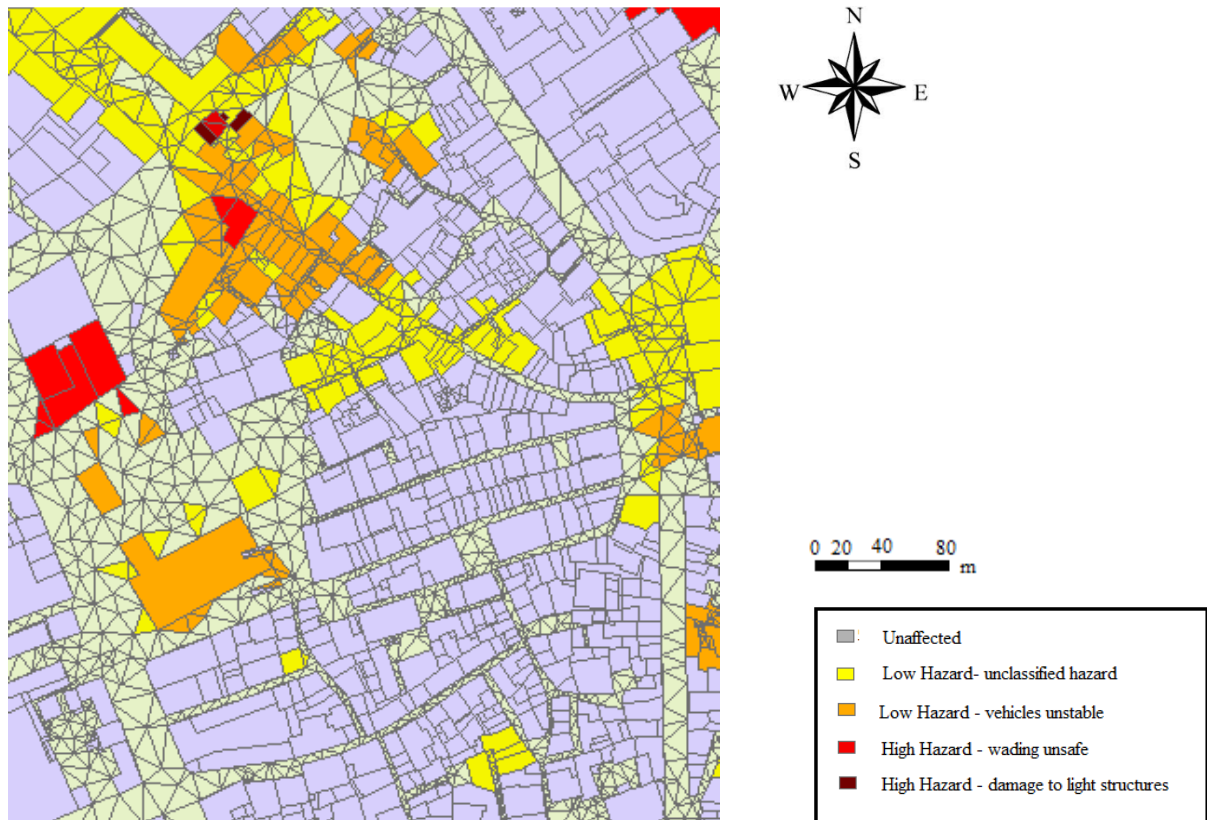 N
W E
S
0 20 40 80
m
Unaffected
Low Hazard- unclassified hazard
Low Hazard - vehicles unstable
High Hazard - wading unsafe
High Hazard - damage to light structures